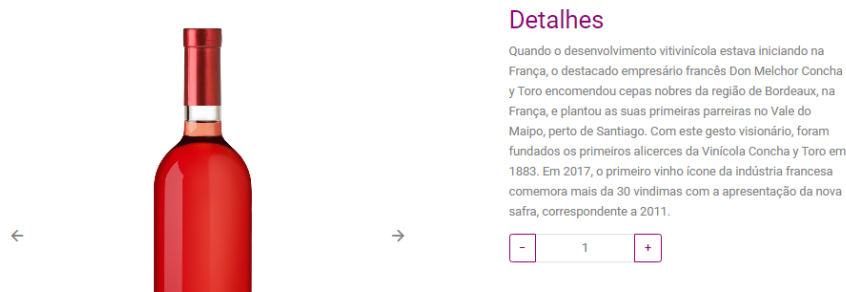 Detalhes
Quando o desenvolvimento vitivinícola estava iniciando na
França, o destacado empresário francês Don Melchor Concha
y Toro encomendou cepas nobres da região de Bordeaux, na
França, e plantou as suas primeiras parreiras no Vale do
Maipo, perto de Santiago. Com este gesto visionário, foram
fundados os primeiros alicerces da Vinícola Concha y Toro em
1883. Em 2017, o primeiro vinho ícone da indústria francesa
comemora mais da 30 vindimas com a apresentação da nova
safra, correspondente a 2011.
- 1 +